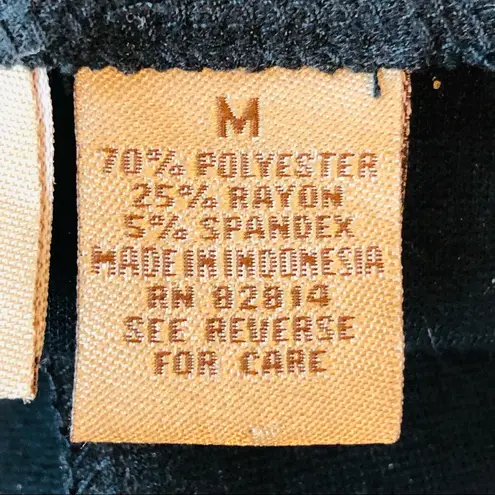 M
70% POLYESTER
25% RAYON
5% SPANDEX
MADE IN INDONESIA
RN 82814
SEE REVERSE
FOR CARE